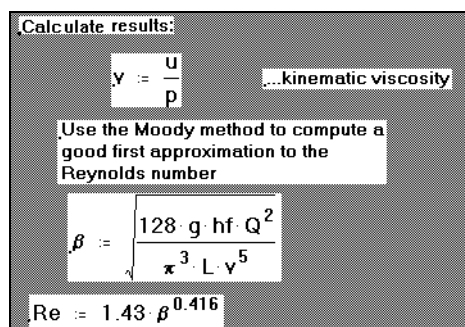 Calculate results:
γ := u/p
...kinematic viscosity
Use the Moody method to compute a
good first approximation to the
Reynolds number
β := √(128 · g · hf · Q² / π³ · L · γ⁵)
Re := 1.43 · β^0.416